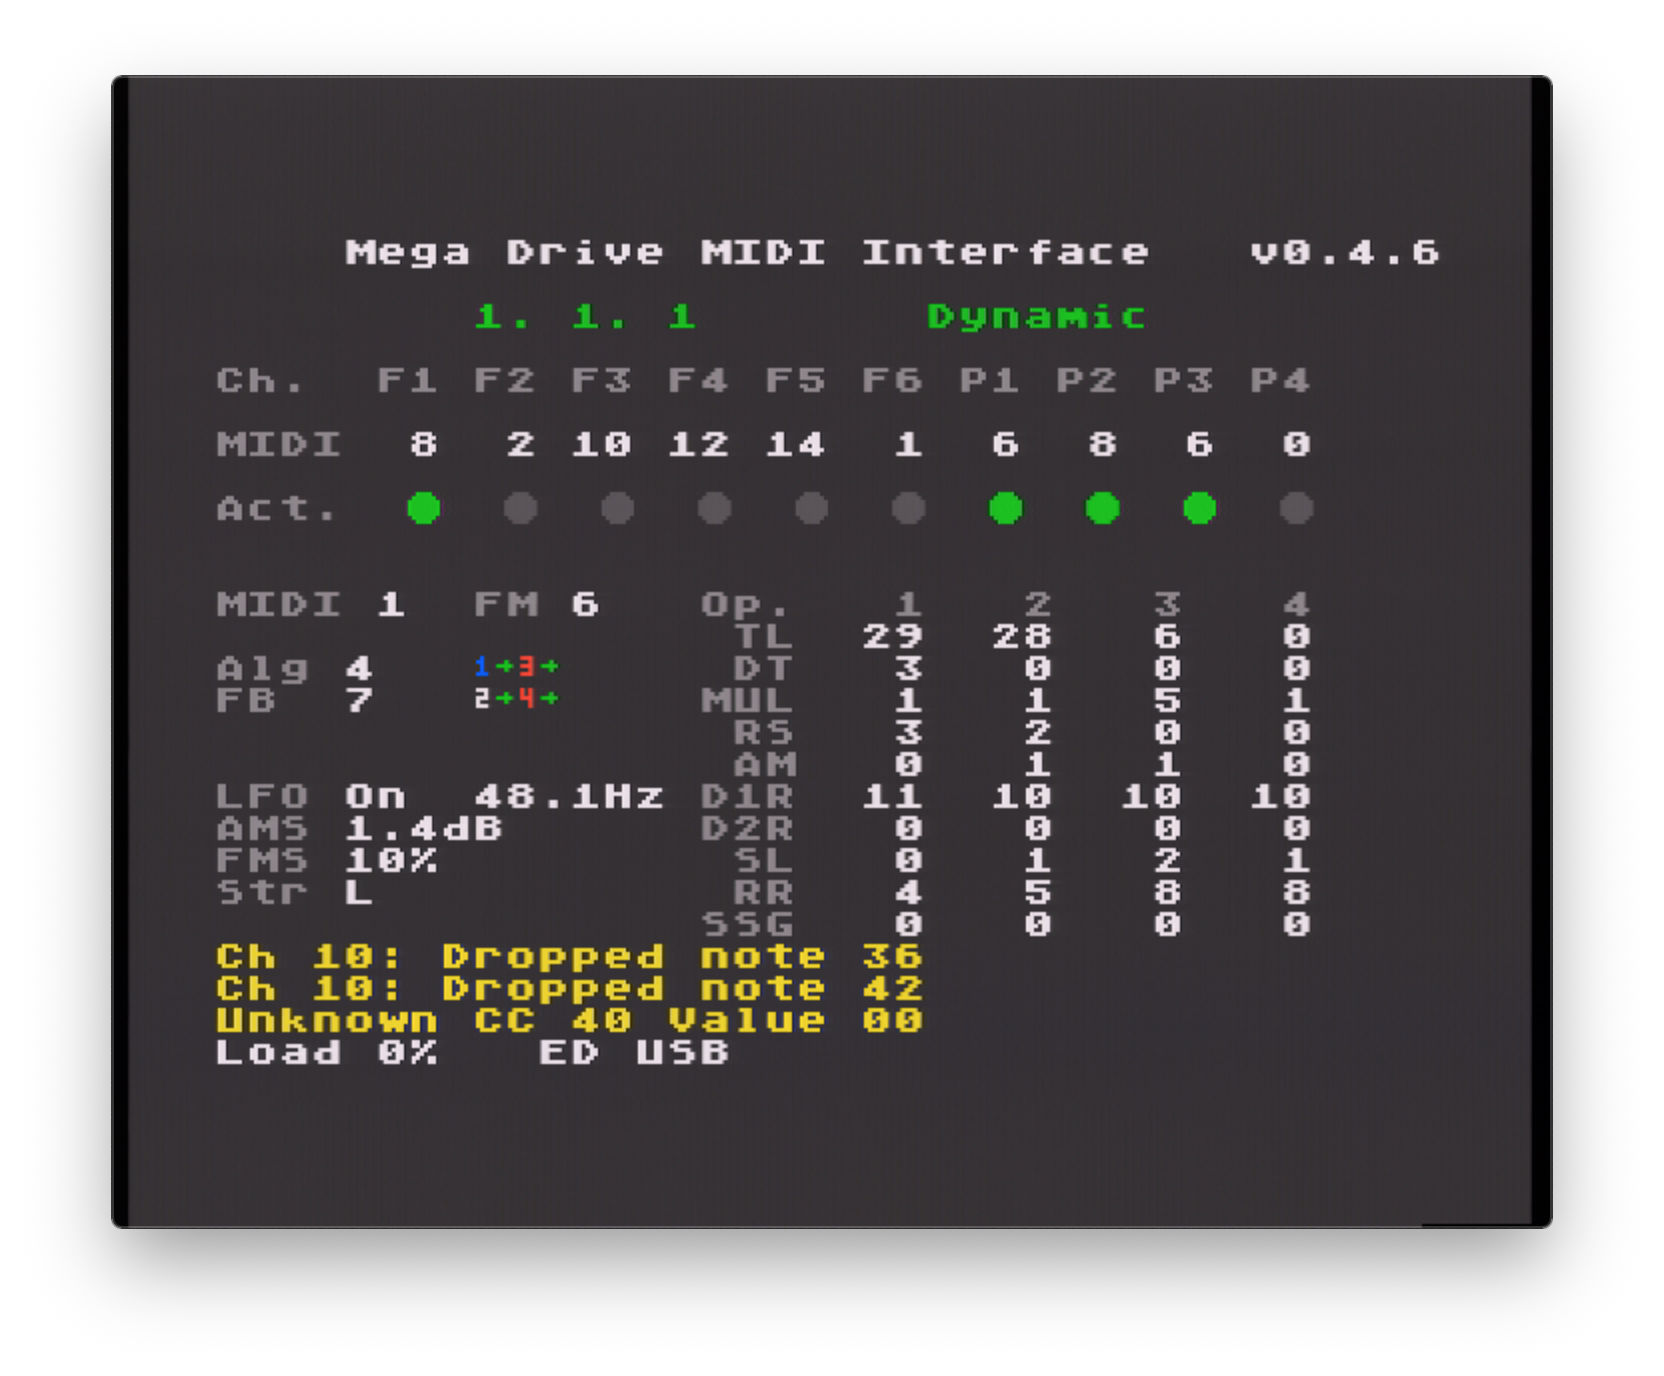 Mega Drive MIDI Interface v0.4.6
1. 1. 1 Dynamic
Ch. F1 F2 F3 F4 F5 F6 P1 P2 P3 P4
MIDI 8 2 10 12 14 1 6 8 6 0
Act.
MIDI 1 FM 6 Op. 1 2 3 4
TL 29 28 6 0
Alg 4 1→3→ DT 3 0 0 0
FB 7 2→4→ MUL 1 1 5 1
RS 3 2 0 0
AM 0 1 1 0
LFO On 48.1Hz D1R 11 10 10 10
AMS 1.4dB D2R 0 0 0 0
FMS 10% SL 0 1 2 1
Str L RR 4 5 8 8
SSG 0 0 0 0
Ch 10: Dropped note 36
Ch 10: Dropped note 42
Unknown CC 40 Value 00
Load 0% ED USB